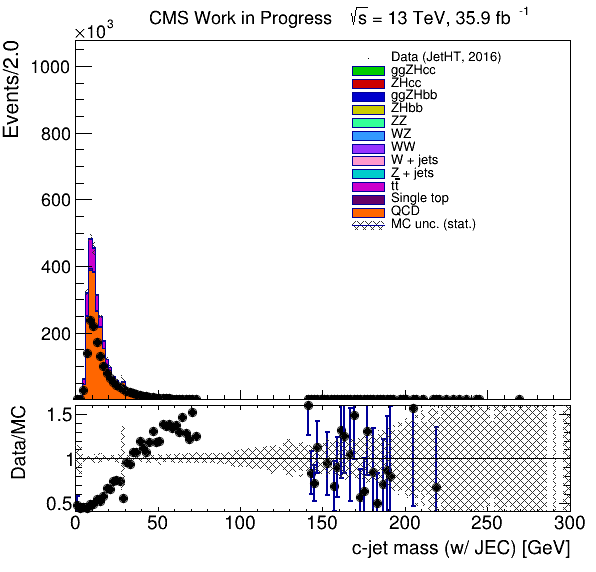 CMS Work in Progress √s = 13 TeV, 35.9 fb⁻¹
×10³
Events/2.0
1000
800
600
400
200
Data (JetHT, 2016)
ggZHcc
ZHcc
ggZHbb
ZHbb
ZZ
WZ
WW
W + jets
Z + jets
tt̄
Single top
QCD
MC unc. (stat.)
Data/MC
1.5
1
0.5
0 50 100 150 200 250 300
c-jet mass (w/ JEC) [GeV]